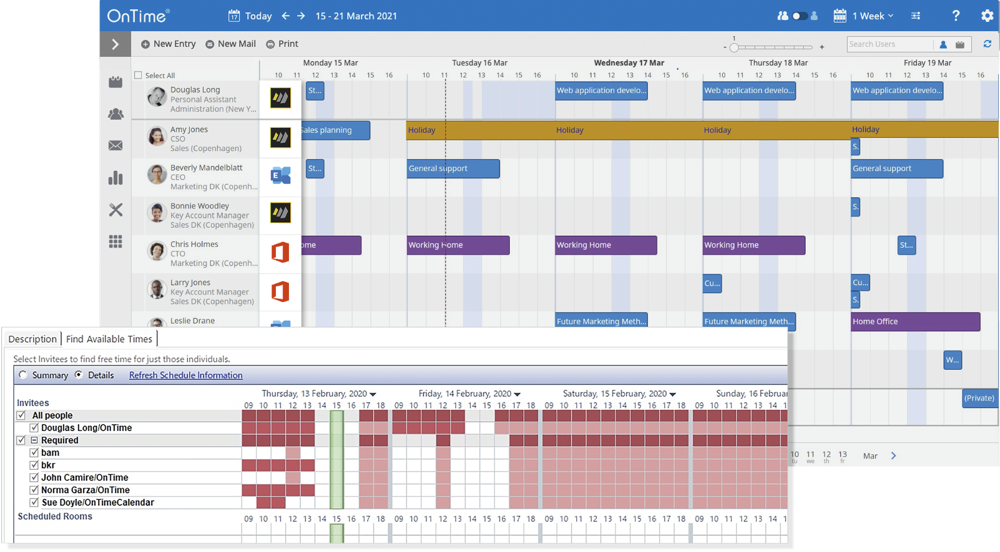 OnTime®
17 Today 15 - 21 March 2021 1 Week ?
New Entry New Mail Print - 1 + Search Users
Monday 15 Mar Tuesday 16 Mar Wednesday 17 Mar Thursday 18 Mar Friday 19 Mar
Select All 10 11 12 13 14 15 16 10 11 12 13 14 15 16 10 11 12 13 14 15 16 10 11 12 13 14 15 16 10 11 12 13 14 15 16
Douglas Long
Personal Assistant
Administration (New Y...
St... Web application develo... Web application develo... Web application develo...
Amy Jones
CSO
Sales (Copenhagen)
Sales planning Holiday Holiday Holiday Holiday
S.
Beverly Mandelblatt
CEO
Marketing DK (Copenh...
E St... General support General support
Bonnie Woodley
Key Account Manager
Sales DK (Copenhagen)
S.
Chris Holmes
CTO
Marketing DK (Copenh...
ome Working Home Working Home Working Home St...
Larry Jones
Key Account Manager
Sales DK (Copenhagen)
Cu... Cu...
S.
Leslie Drane
Future Marketing Meth... Future Marketing Meth... Home Office
W...
(Private)
10 11 12 13 Mar
tu we th fr
Description Find Available Times
Select Invitees to find free time for just those individuals.
Summary Details Refresh Schedule Information
Thursday, 13 February, 2020 Friday, 14 February, 2020 Saturday, 15 February, 2020 Sunday, 16 Februar
Invitees
09 10 11 12 13 14 15 16 17 18 09 10 11 12 13 14 15 16 17 18 09 10 11 12 13 14 15 16 17 18 09 10 11 12 13 14 1
All people
Douglas Long/OnTime
Required
bam
bkr
John Camire/OnTime
Norma Garza/OnTime
Sue Doyle/OnTimeCalendar
Scheduled Rooms
09 10 11 12 13 14 15 16 17 18 09 10 11 12 13 14 15 16 17 18 09 10 11 12 13 14 15 16 17 18 09 10 11 12 13 14 1